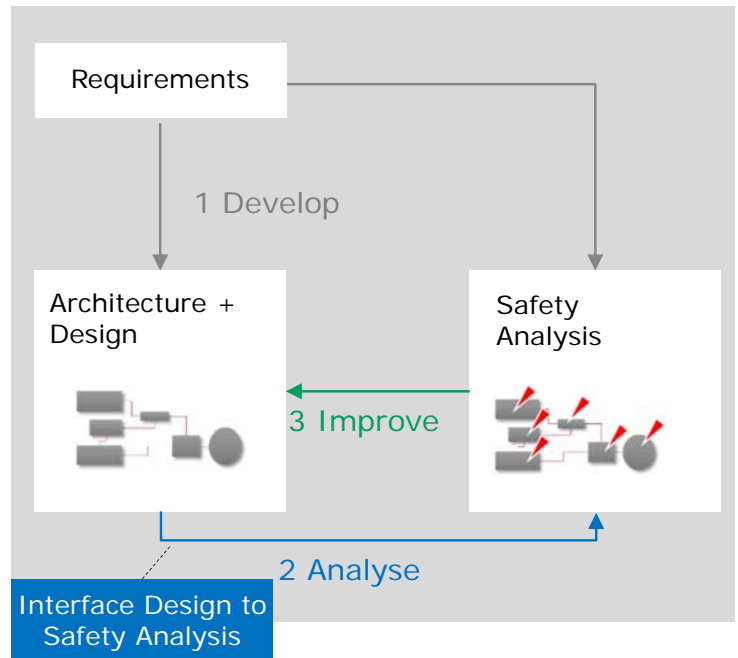 Requirements
1 Develop
Architecture +
Design
Safety
Analysis
3 Improve
2 Analyse
Interface Design to
Safety Analysis